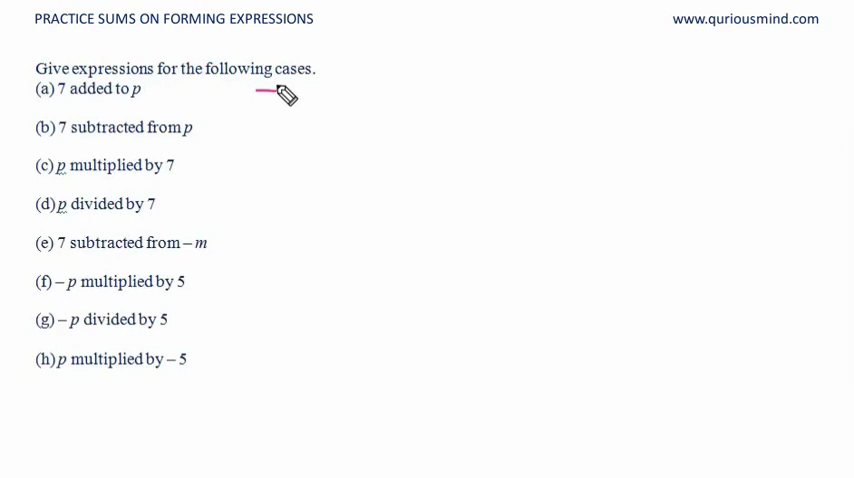 PRACTICE SUMS ON FORMING EXPRESSIONS www.quriousmind.com
Give expressions for the following cases.
(a) 7 added to p
(b) 7 subtracted from p
(c) p multiplied by 7
(d) p divided by 7
(e) 7 subtracted from – m
(f) – p multiplied by 5
(g) – p divided by 5
(h) p multiplied by – 5